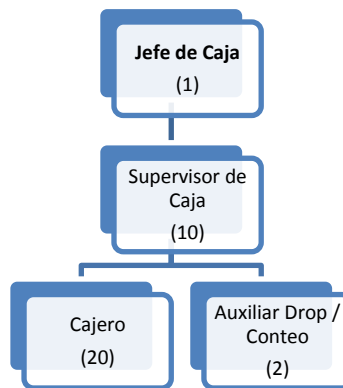 Jefe de Caja
(1)
Supervisor de
Caja
(10)
Cajero
(20)
Auxiliar Drop /
Conteo
(2)